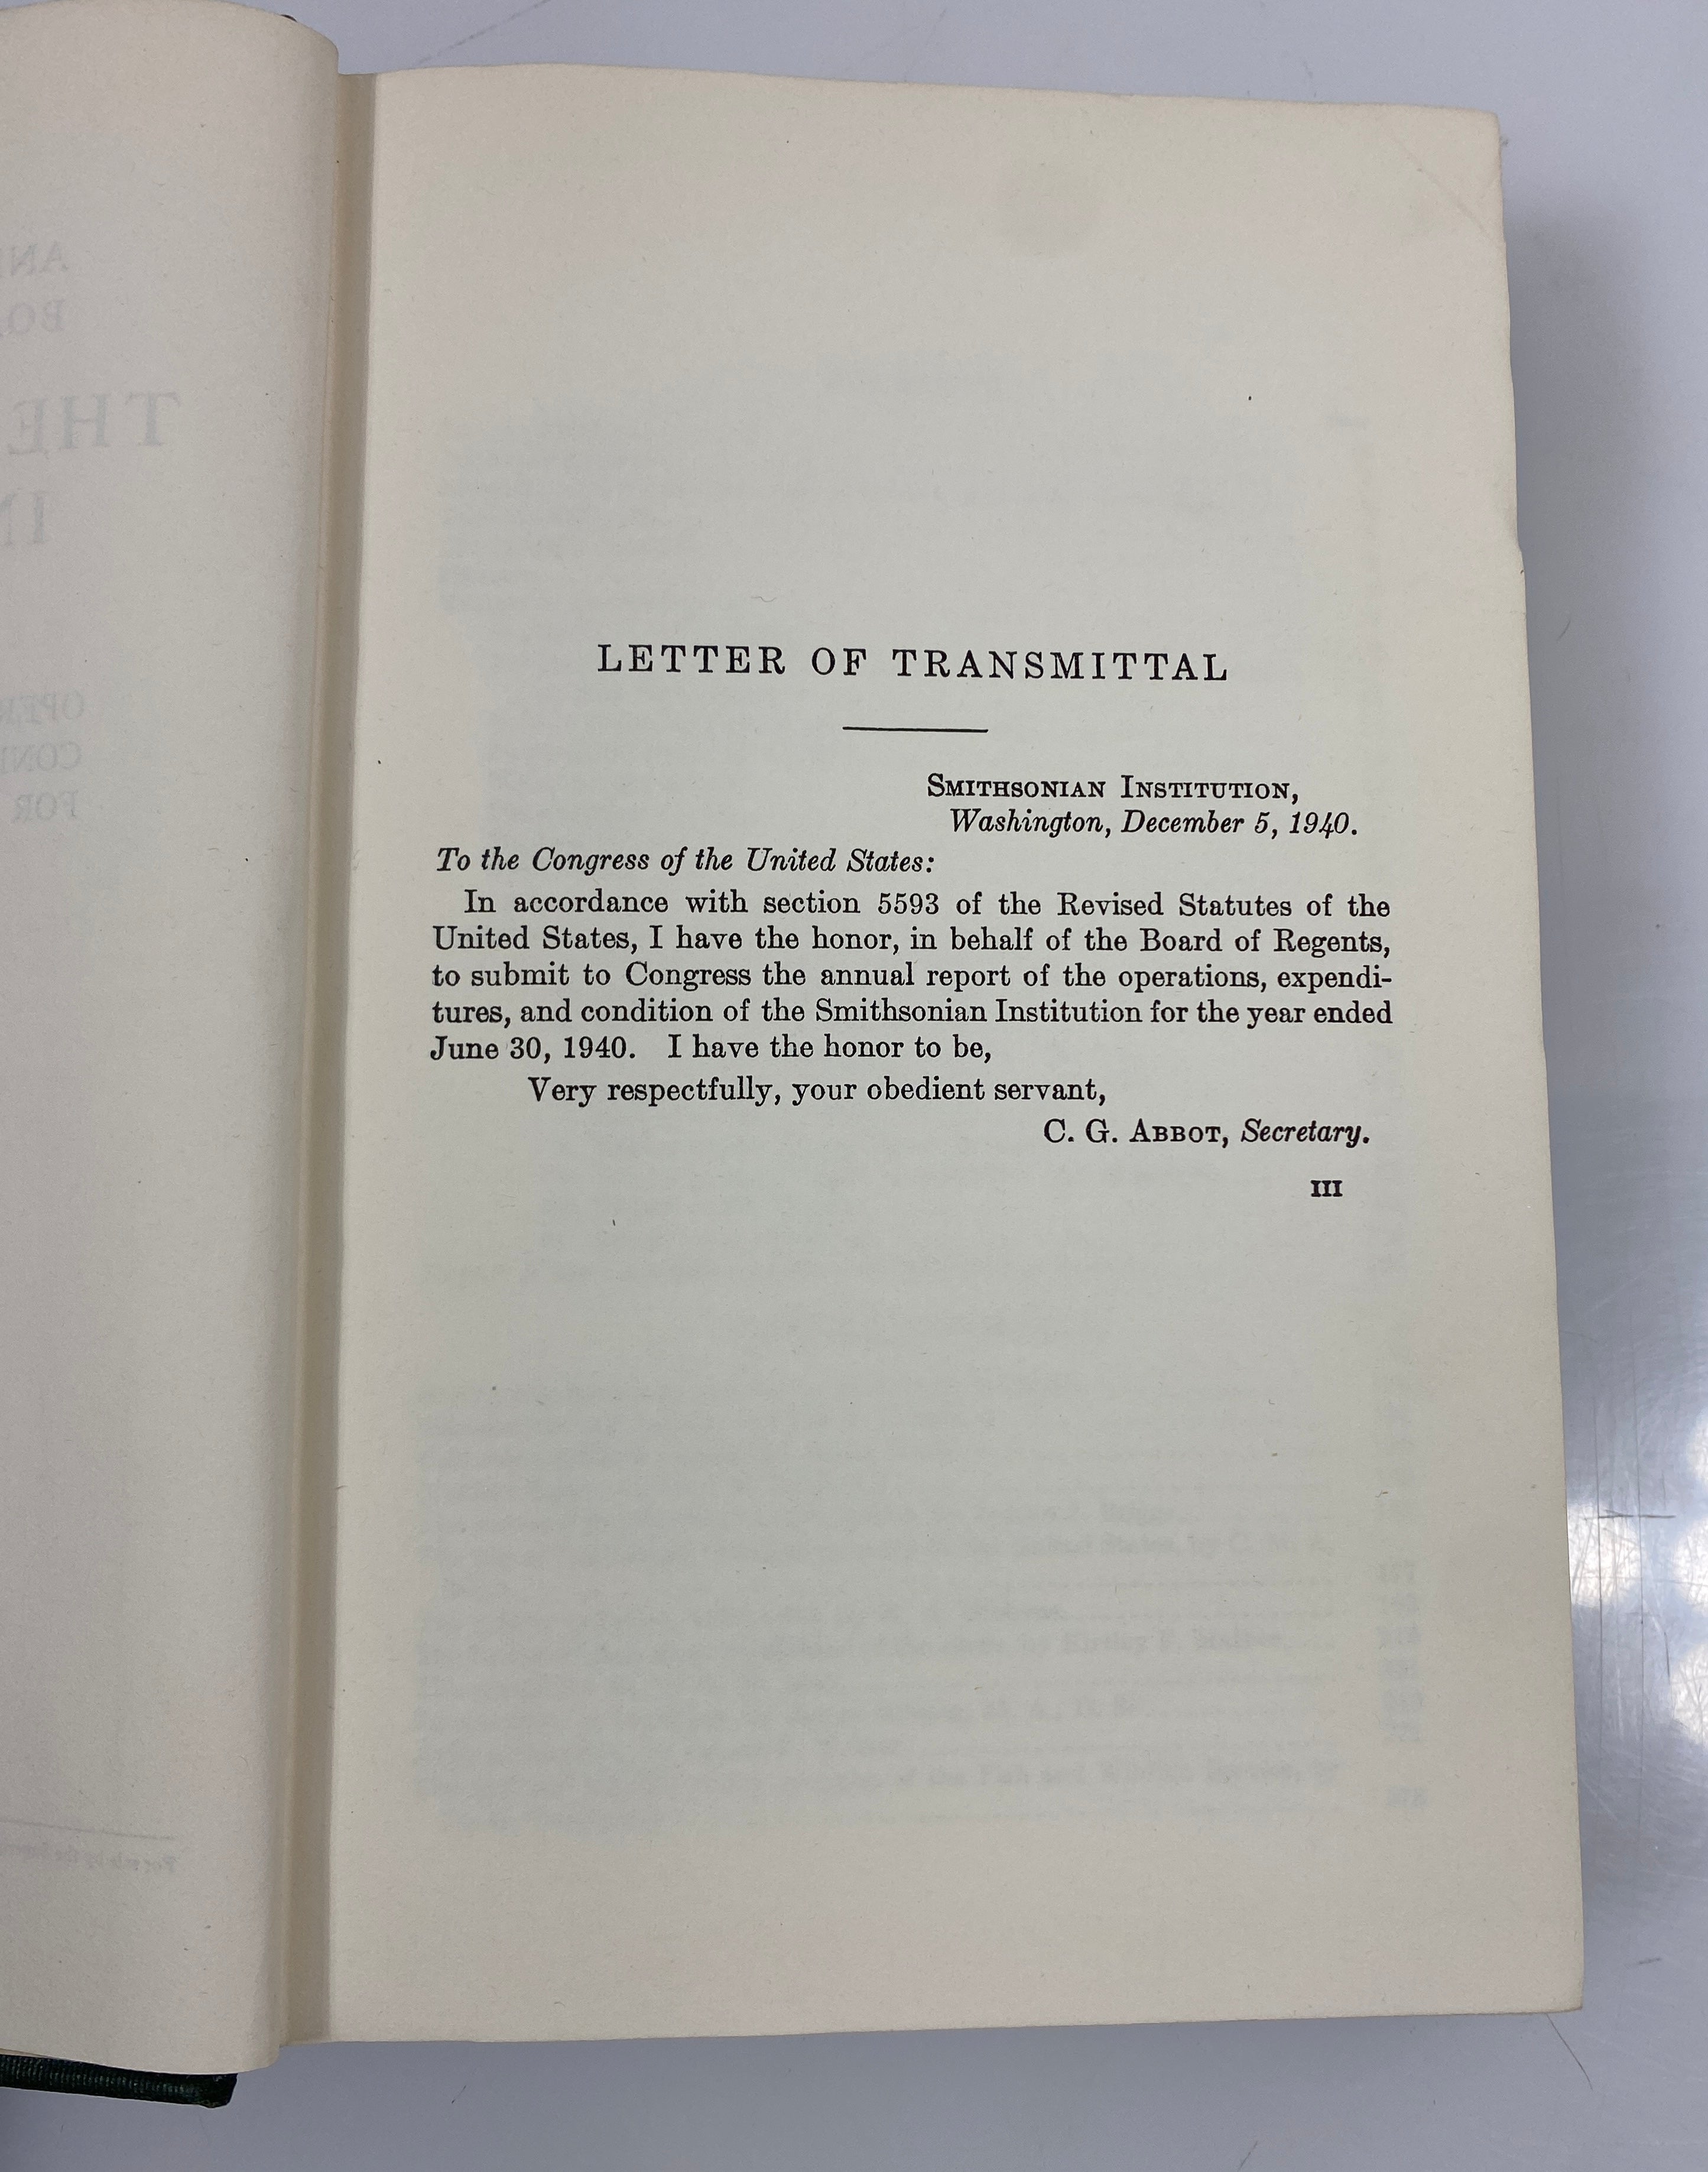 LETTER OF TRANSMITTAL
SMITHSONIAN INSTITUTION,
Washington, December 5, 1940.
To the Congress of the United States:
In accordance with section 5593 of the Revised Statutes of the
United States, I have the honor, in behalf of the Board of Regents,
to submit to Congress the annual report of the operations, expendi-
tures, and condition of the Smithsonian Institution for the year ended
June 30, 1940. I have the honor to be,
Very respectfully, your obedient servant,
C. G. ABBOT, Secretary.
III